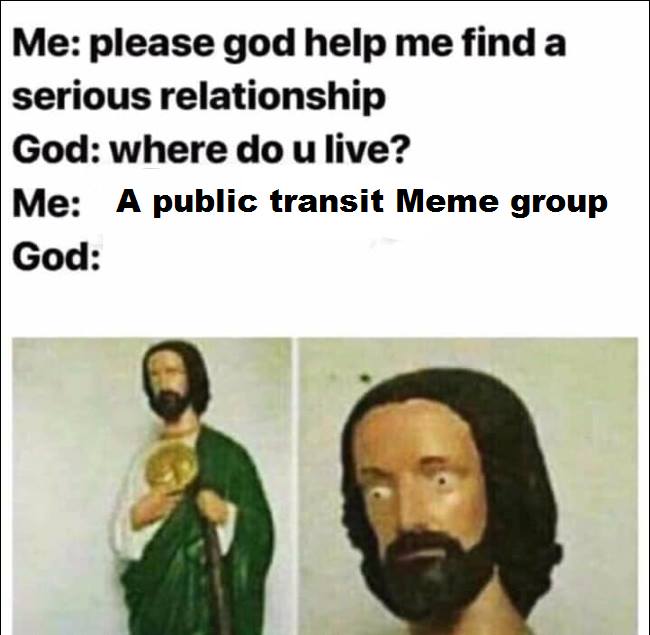 Me: please god help me find a
serious relationship
God: where do u live?
Me: A public transit Meme group
God: